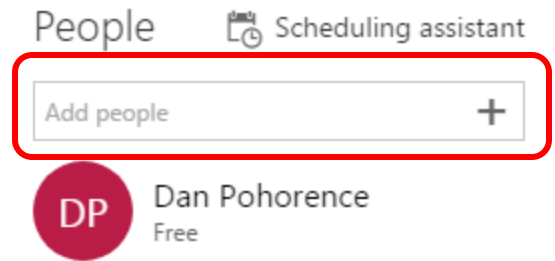 People Scheduling assistant
Add people +
DP Dan Pohorence
Free